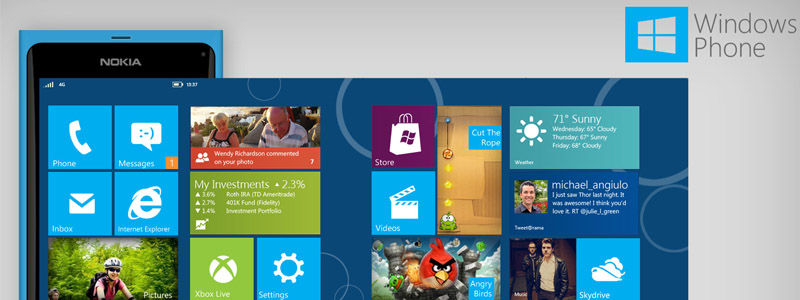 Windows
Phone
NOKIA
4G
13:37
Phone
Messages
1
Wendy Richardson commented
on your photo
7
Store
Cut The
Rope
71° Sunny
Wednesday: 65° Cloudy
Thursday: 67° Sunny
Friday: 68° Cloudy
Weather
Inbox
Internet Explorer
My Investments ▲ 2.3%
▲ 3.6% Roth IRA (TD Ameritrade)
▲ 2.7% 401K Fund (Fidelity)
▼ 1.4% Investment Portfolio
Videos
michael_angiulo
I just saw Thor last night. It
was awesome! I think you'd
love it. RT @julie_l_green
Tweet@rama
Pictures
Xbox Live
Settings
Angry
Birds
Music
Skydrive